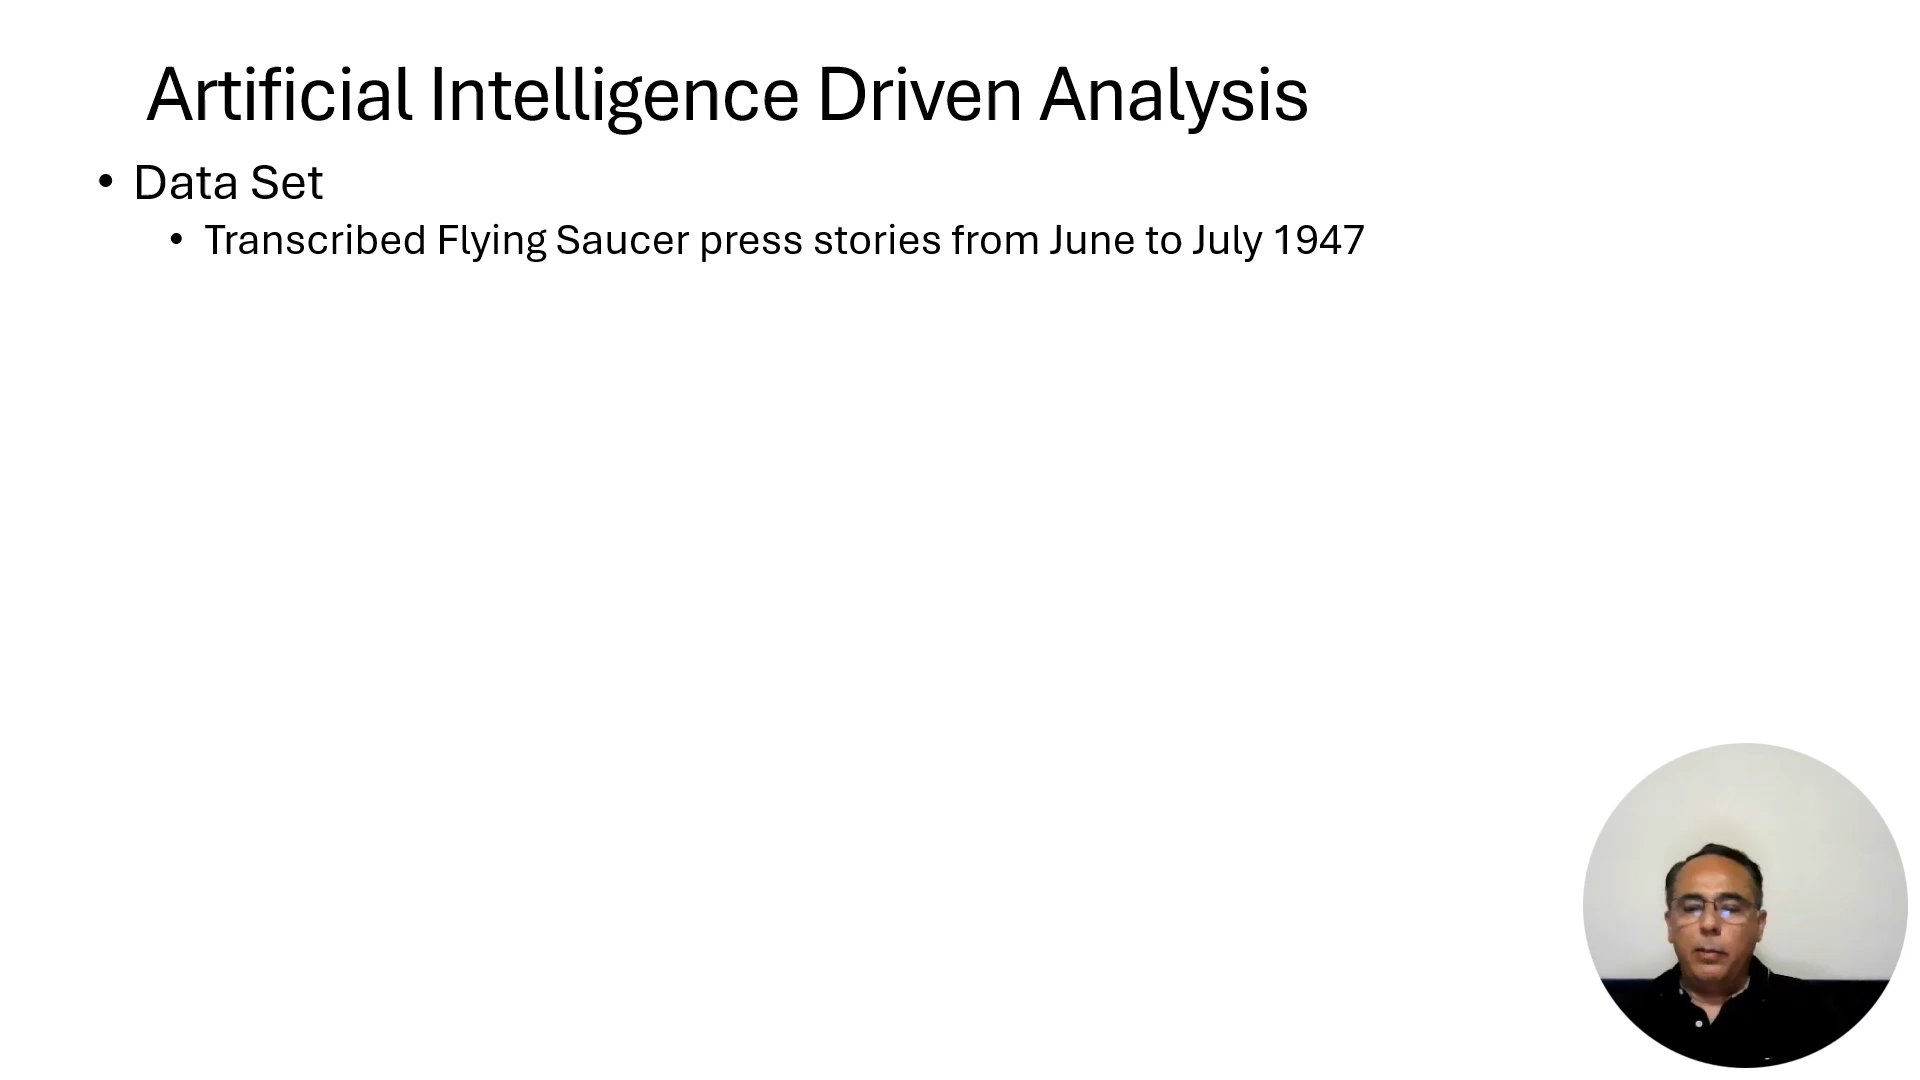 Artificial Intelligence Driven Analysis
• Data Set
• Transcribed Flying Saucer press stories from June to July 1947